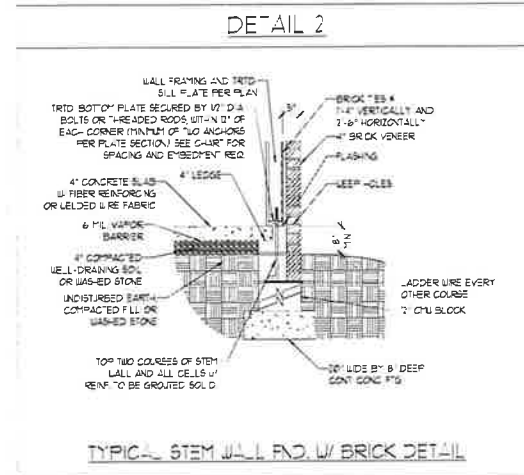 DETAIL 2
WALL FRAMING AND TRTD
SILL PLATE PER PLAN
TRTD BOTTOM PLATE SECURED BY 1/2" DIA
BOLTS OR THREADED RODS, WITHIN 12" OF
EACH CORNER (MINIMUM OF TWO ANCHORS
PER PLATE SECTION) SEE CHART FOR
SPACING AND EMBEDMENT REQ.
4" CONCRETE SLAB
W/ FIBER REINFORCING
OR WELDED WIRE FABRIC
4" LEDGE
6 MIL VAPOR
BARRIER
4" COMPACTED
WELL-DRAINING SOIL
OR WASHED STONE
UNDISTURBED EARTH,
COMPACTED FILL OR
WASHED STONE
TOP TWO COURSES OF STEM
WALL AND ALL CELLS W/
REINF. TO BE GROUTED SOLID
5"
BRICK TIES @
VERTICALLY AND
HORIZONTALLY
4" BRICK VENEER
FLASHING
WEEP HOLES
8"
MIN
LADDER WIRE EVERY
OTHER COURSE
12" CMU BLOCK
20" WIDE BY 8" DEEP
CONT CONC FTG
TYPICAL STEM WALL FND. W/ BRICK DETAIL